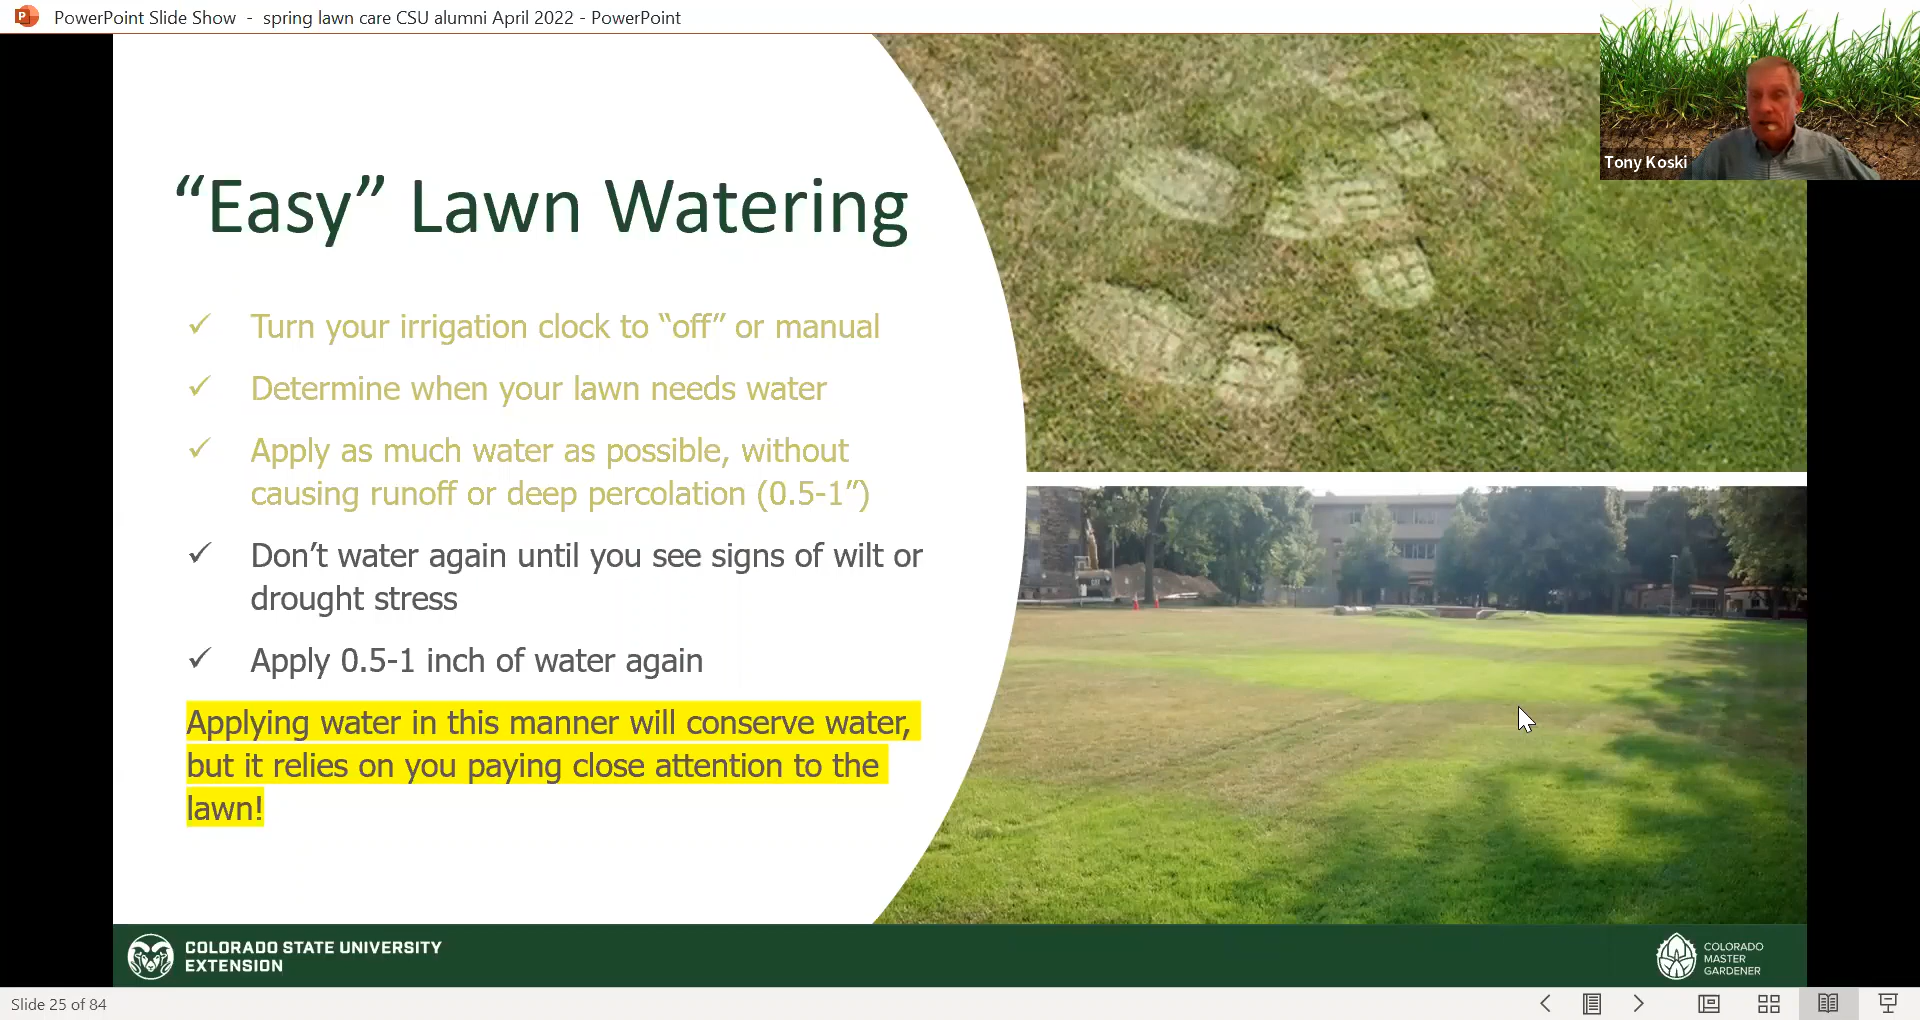 PowerPoint Slide Show - spring lawn care CSU alumni April 2022 - PowerPoint
Tony Koski
“Easy” Lawn Watering
✓ Turn your irrigation clock to “off” or manual
✓ Determine when your lawn needs water
✓ Apply as much water as possible, without
causing runoff or deep percolation (0.5-1”)
✓ Don’t water again until you see signs of wilt or
drought stress
✓ Apply 0.5-1 inch of water again
Applying water in this manner will conserve water,
but it relies on you paying close attention to the
lawn!
COLORADO STATE UNIVERSITY
EXTENSION
COLORADO
MASTER
GARDENER
Slide 25 of 84